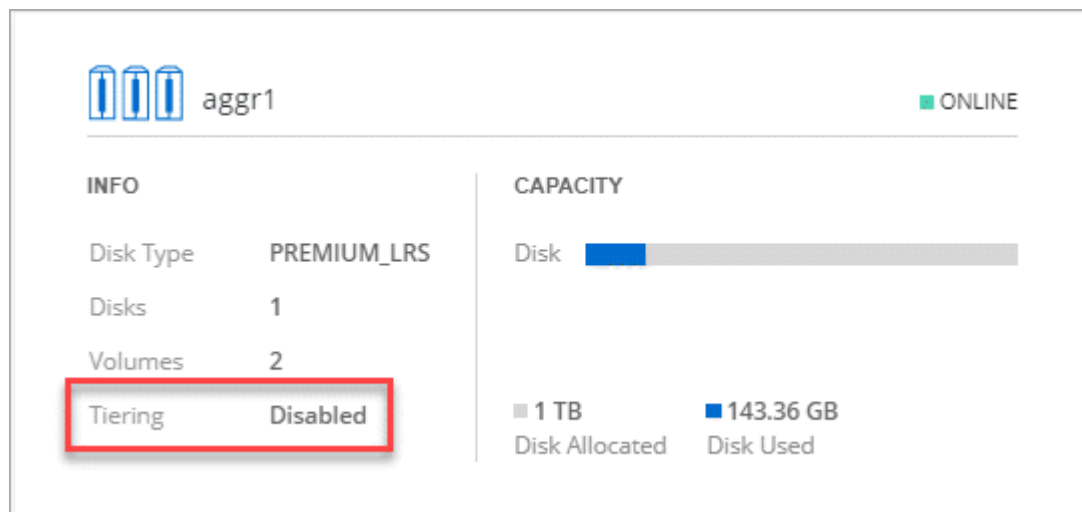 aggr1
ONLINE
INFO
Disk Type PREMIUM_LRS
Disks 1
Volumes 2
Tiering Disabled
CAPACITY
Disk
1 TB 143.36 GB
Disk Allocated Disk Used